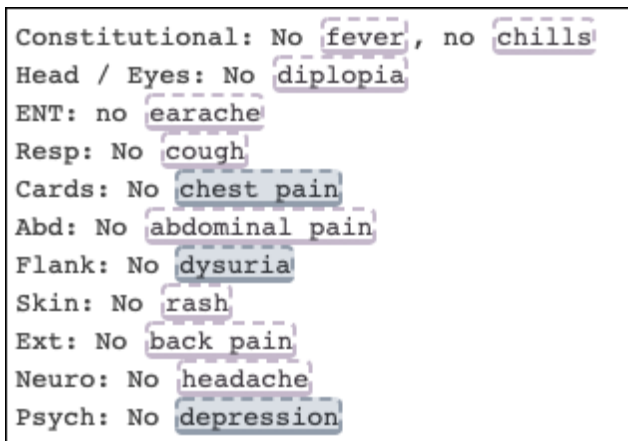 Constitutional: No fever, no chills
Head / Eyes: No diplopia
ENT: no earache
Resp: No cough
Cards: No chest pain
Abd: No abdominal pain
Flank: No dysuria
Skin: No rash
Ext: No back pain
Neuro: No headache
Psych: No depression